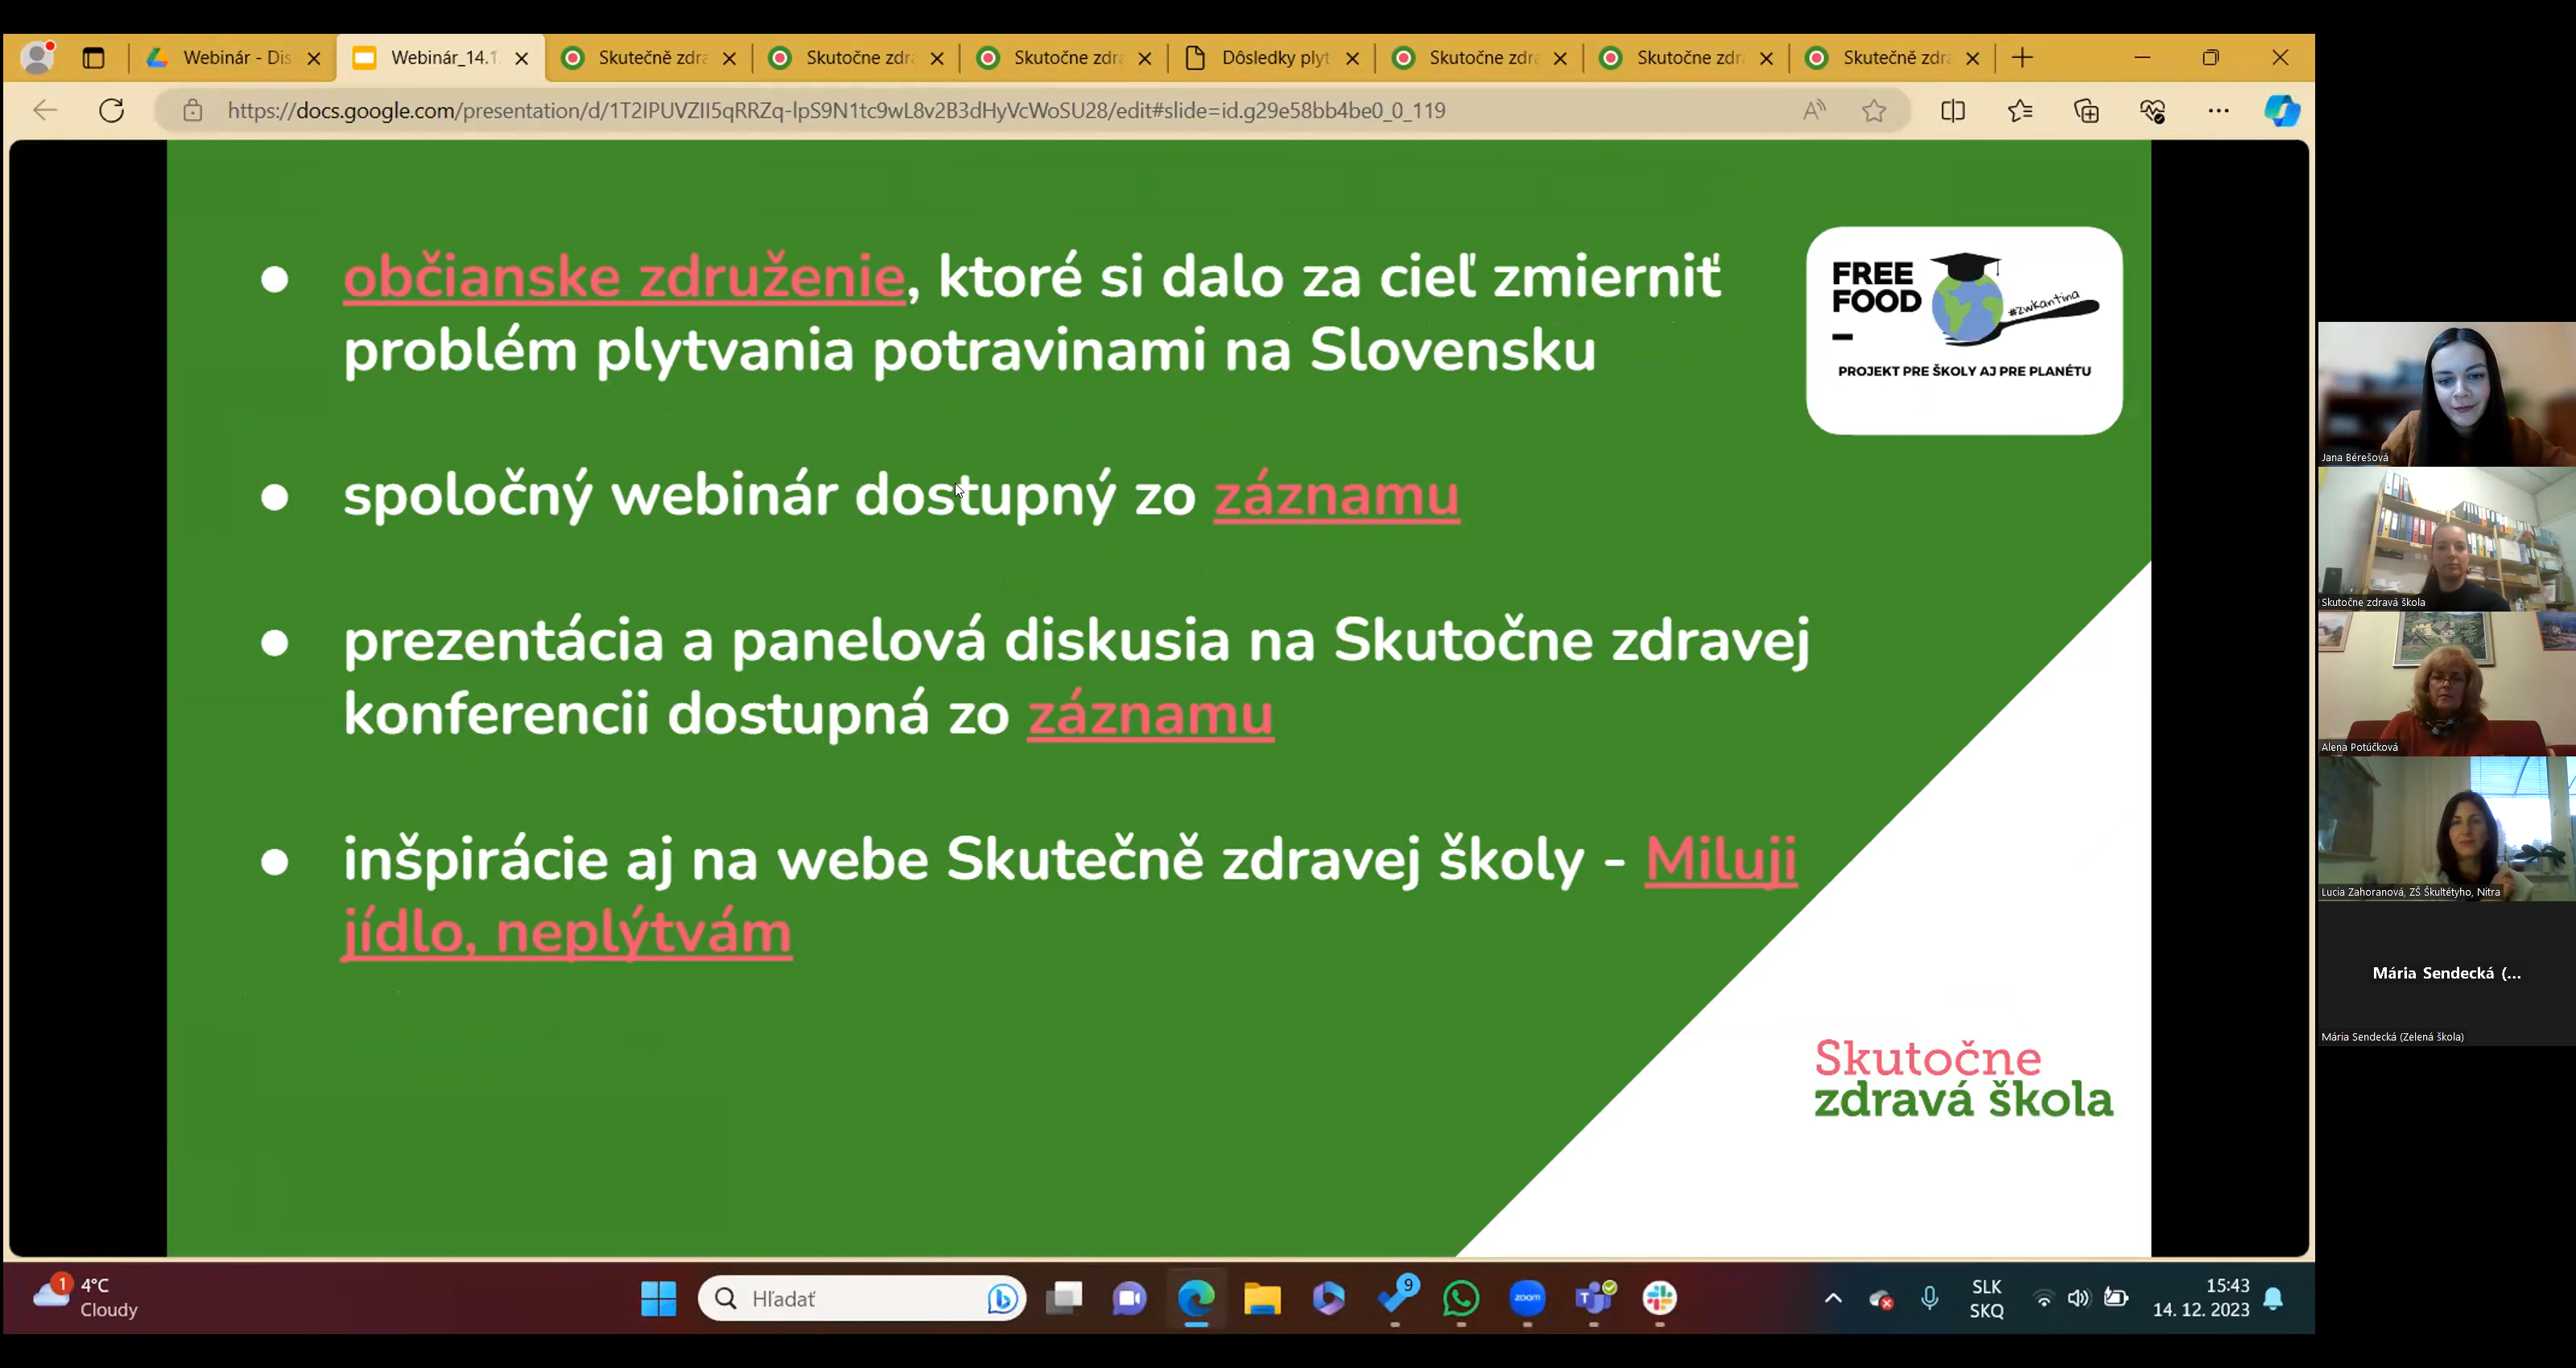 Webinár - Dis
Webinár_14.1
Skutečně zdra
Skutočne zdra
Skutočne zdra
Dôsledky plyt
Skutočne zdra
Skutočne zdra
Skutečně zdra
https://docs.google.com/presentation/d/1T2IPUVZII5qRRZq-lpS9N1tc9wL8v2B3dHyVcWoSU28/edit#slide=id.g29e58bb4be0_0_119
občianske združenie, ktoré si dalo za cieľ zmierniť
problém plytvania potravinami na Slovensku
spoločný webinár dostupný zo záznamu
prezentácia a panelová diskusia na Skutočne zdravej
konferencii dostupná zo záznamu
inšpirácie aj na webe Skutečně zdravej školy - Miluji
jídlo, neplýtvám
FREE
FOOD
#zwkantina
PROJEKT PRE ŠKOLY AJ PRE PLANÉTU
Skutočne
zdravá škola
Jana Bérešová
Skutočne zdravá škola
Alena Potúčková
Lucia Zahoranová, ZŠ Škultétyho, Nitra
Mária Sendecká (...
Mária Sendecká (Zelená škola)
1
4°C
Cloudy
Hľadať
9
zoom
SLK
SKQ
15:43
14. 12. 2023